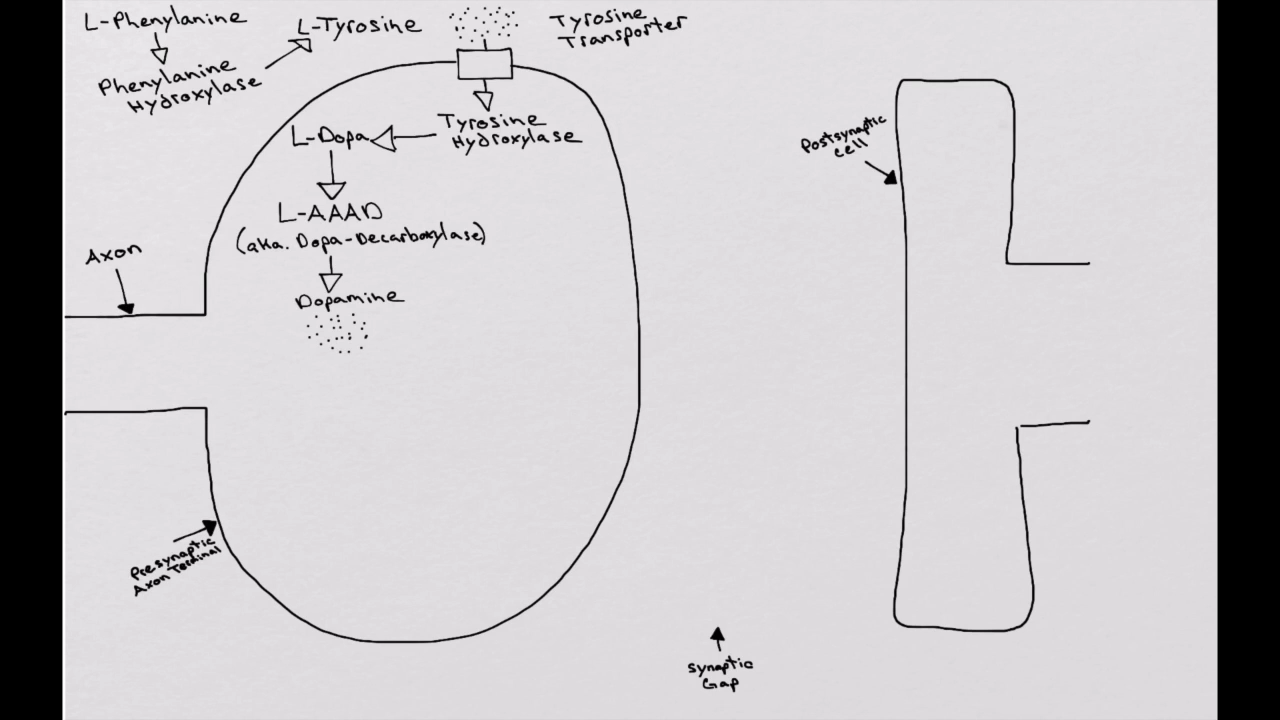 L-Phenylanine
Phenylanine
Hydroxylase
L-Tyrosine
Tyrosine
Transporter
Tyrosine
Hydroxylase
L-Dopa
L-AAAD
(aka. Dopa-Decarboxylase)
Dopamine
Axon
Presynaptic
Axon Terminal
Postsynaptic
cell
Synaptic
Gap